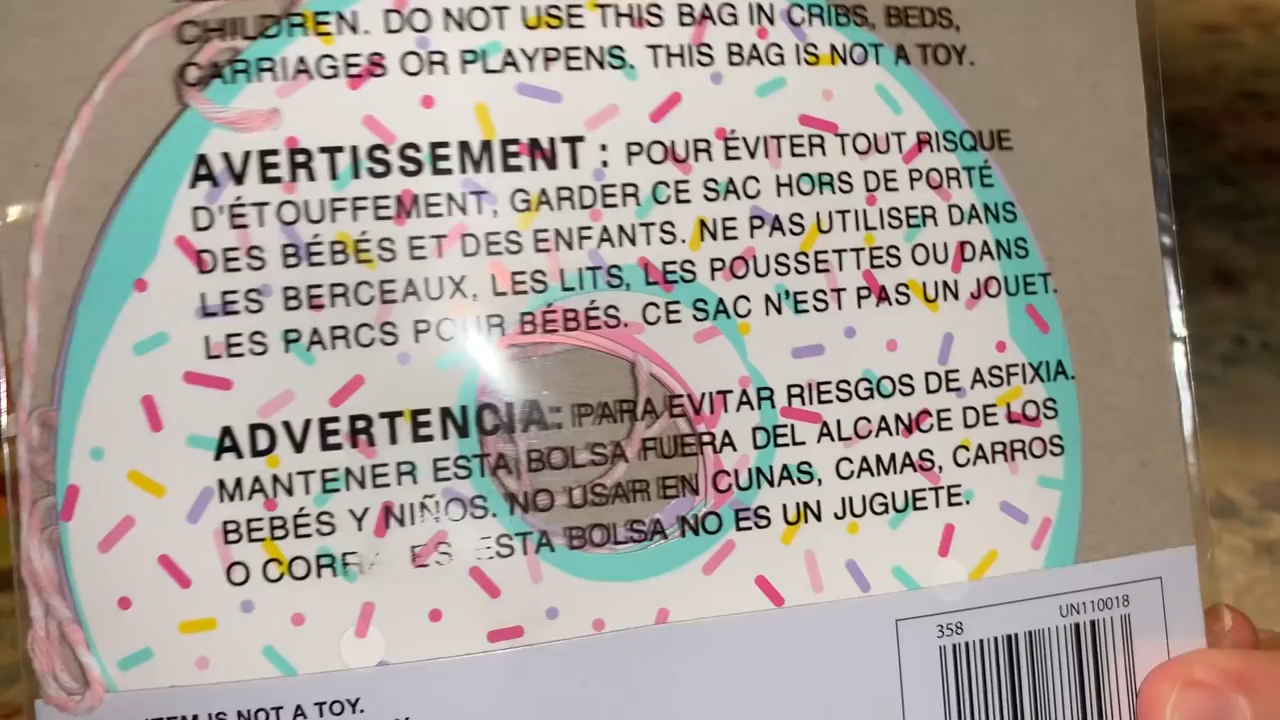 CHILDREN. DO NOT USE THIS BAG IN CRIBS, BEDS,
CARRIAGES OR PLAYPENS. THIS BAG IS NOT A TOY.
AVERTISSEMENT : POUR ÉVITER TOUT RISQUE
D'ÉTOUFFEMENT, GARDER CE SAC HORS DE PORTÉ
DES BÉBÉS ET DES ENFANTS. NE PAS UTILISER DANS
LES BERCEAUX, LES LITS, LES POUSSETTES OU DANS
LES PARCS POUR BÉBÉS. CE SAC N'EST PAS UN JOUET.
ADVERTENCIA: PARA EVITAR RIESGOS DE ASFIXIA.
MANTENER ESTA BOLSA FUERA DEL ALCANCE DE LOS
BEBÉS Y NIÑOS. NO USAR EN CUNAS, CAMAS, CARROS
O ESTA BOLSA NO ES UN JUGUETE.
358 UN110018
IS NOT A TOY.